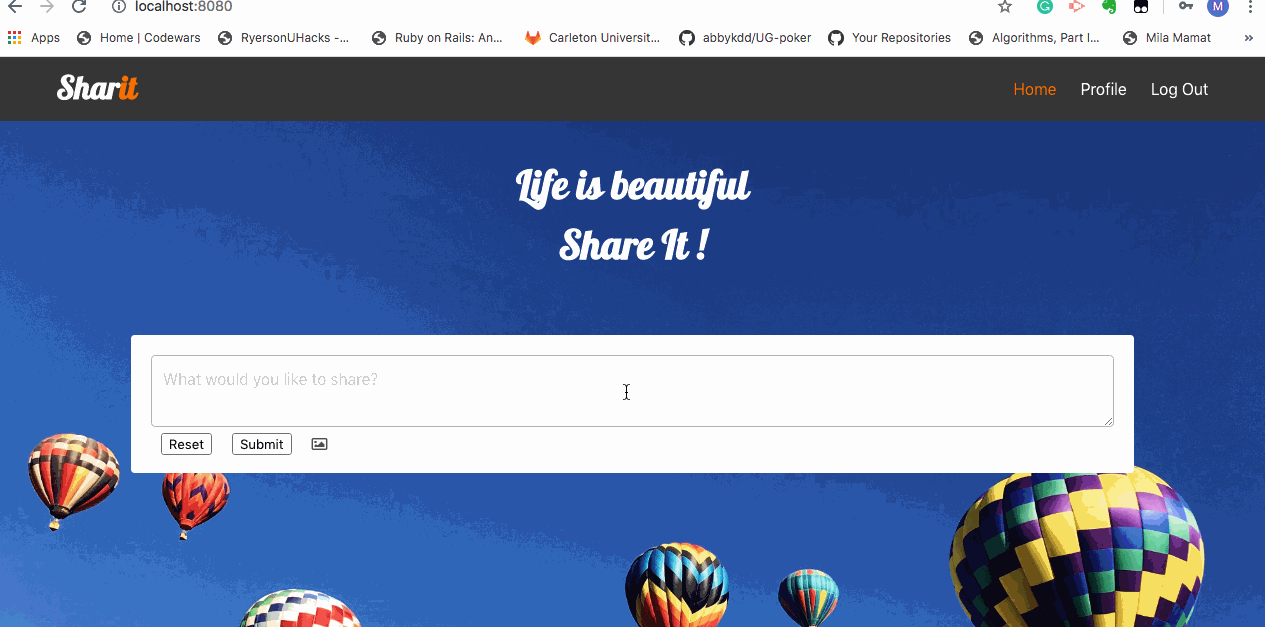 localhost:8080
M
Apps Home | Codewars RyersonUHacks -... Ruby on Rails: An... Carleton Universit... abbykdd/UG-poker Your Repositories Algorithms, Part I... Mila Mamat »
Sharit Home Profile Log Out
Life is beautiful
Share It !
What would you like to share?
Reset Submit